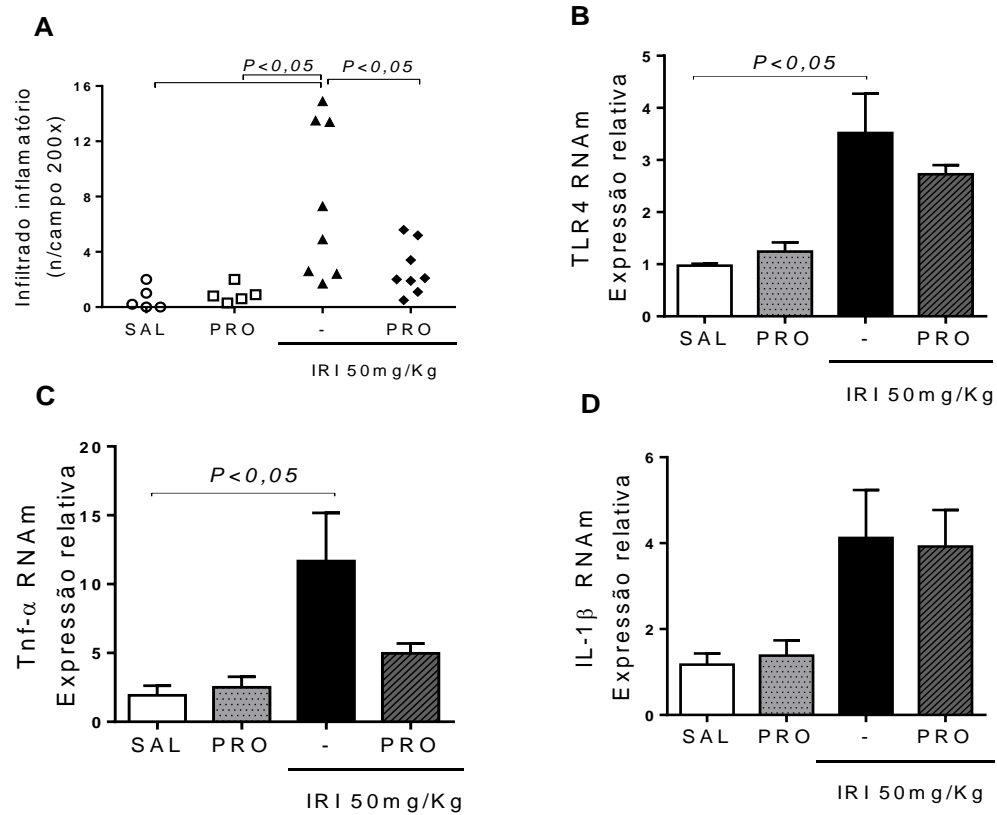 A
P<0,05
P<0,05
Infiltrado inflamatório
(n/campo 200x)
16
12
8
4
0
SAL
PRO
-
PRO
IRI 50mg/Kg
B
P<0,05
TLR4 RNAm
Expressão relativa
5
4
3
2
1
0
SAL
PRO
-
PRO
IRI 50mg/Kg
C
P<0,05
Tnf-α RNAm
Expressão relativa
20
15
10
5
0
SAL
PRO
-
PRO
IRI 50mg/Kg
D
IL-1β RNAm
Expressão relativa
6
4
2
0
SAL
PRO
-
PRO
IRI 50mg/Kg